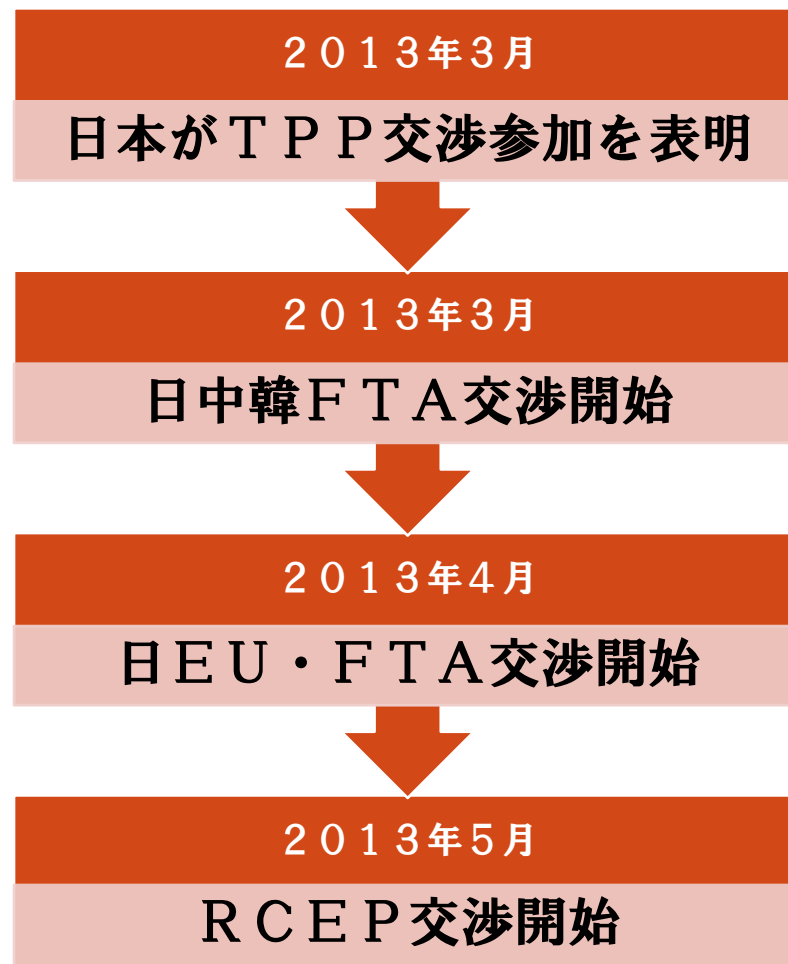 ２０１３年３月
日本がＴＰＰ交渉参加を表明
２０１３年３月
日中韓ＦＴＡ交渉開始
２０１３年４月
日ＥＵ・ＦＴＡ交渉開始
２０１３年５月
ＲＣＥＰ交渉開始